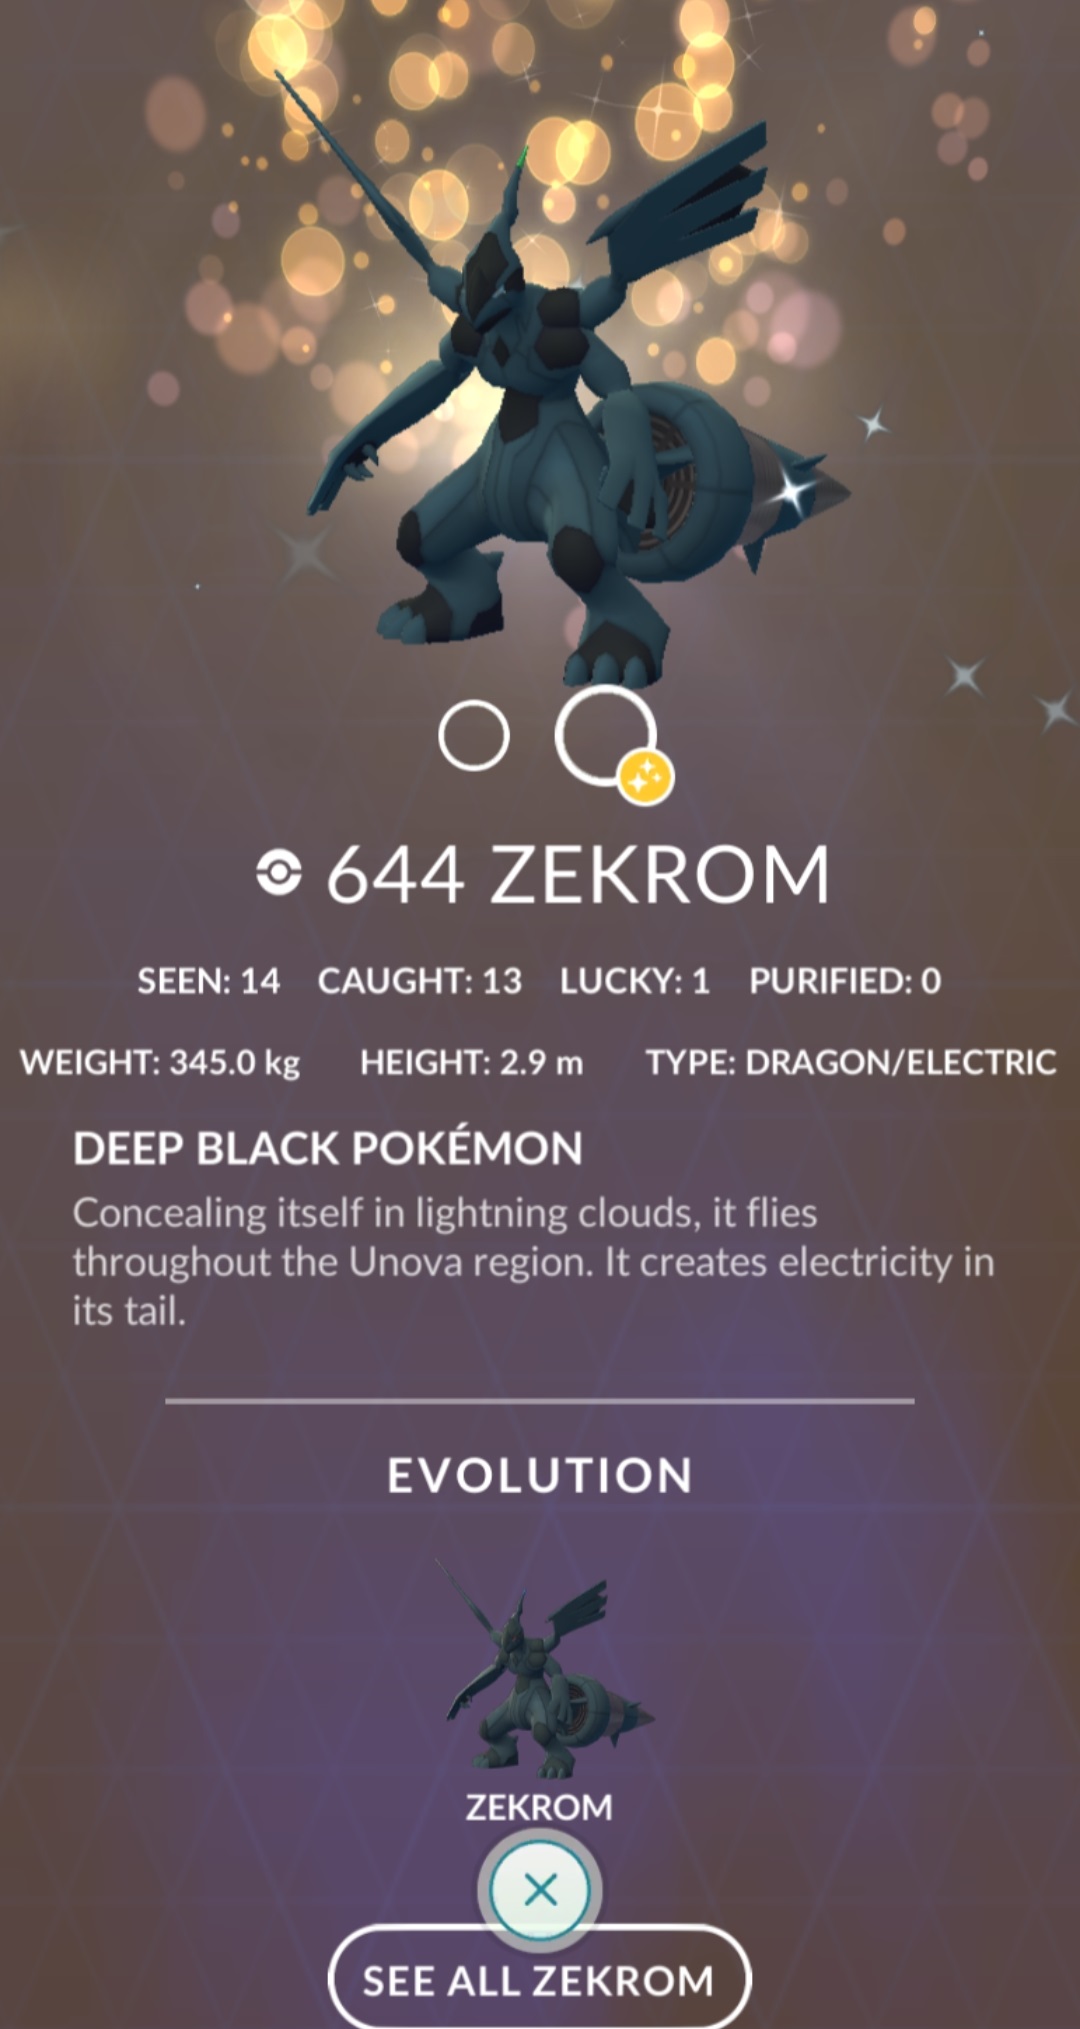 644 ZEKROM
SEEN: 14 CAUGHT: 13 LUCKY: 1 PURIFIED: 0
WEIGHT: 345.0 kg HEIGHT: 2.9 m TYPE: DRAGON/ELECTRIC
DEEP BLACK POKÉMON
Concealing itself in lightning clouds, it flies
throughout the Unova region. It creates electricity in
its tail.
EVOLUTION
ZEKROM
SEE ALL ZEKROM